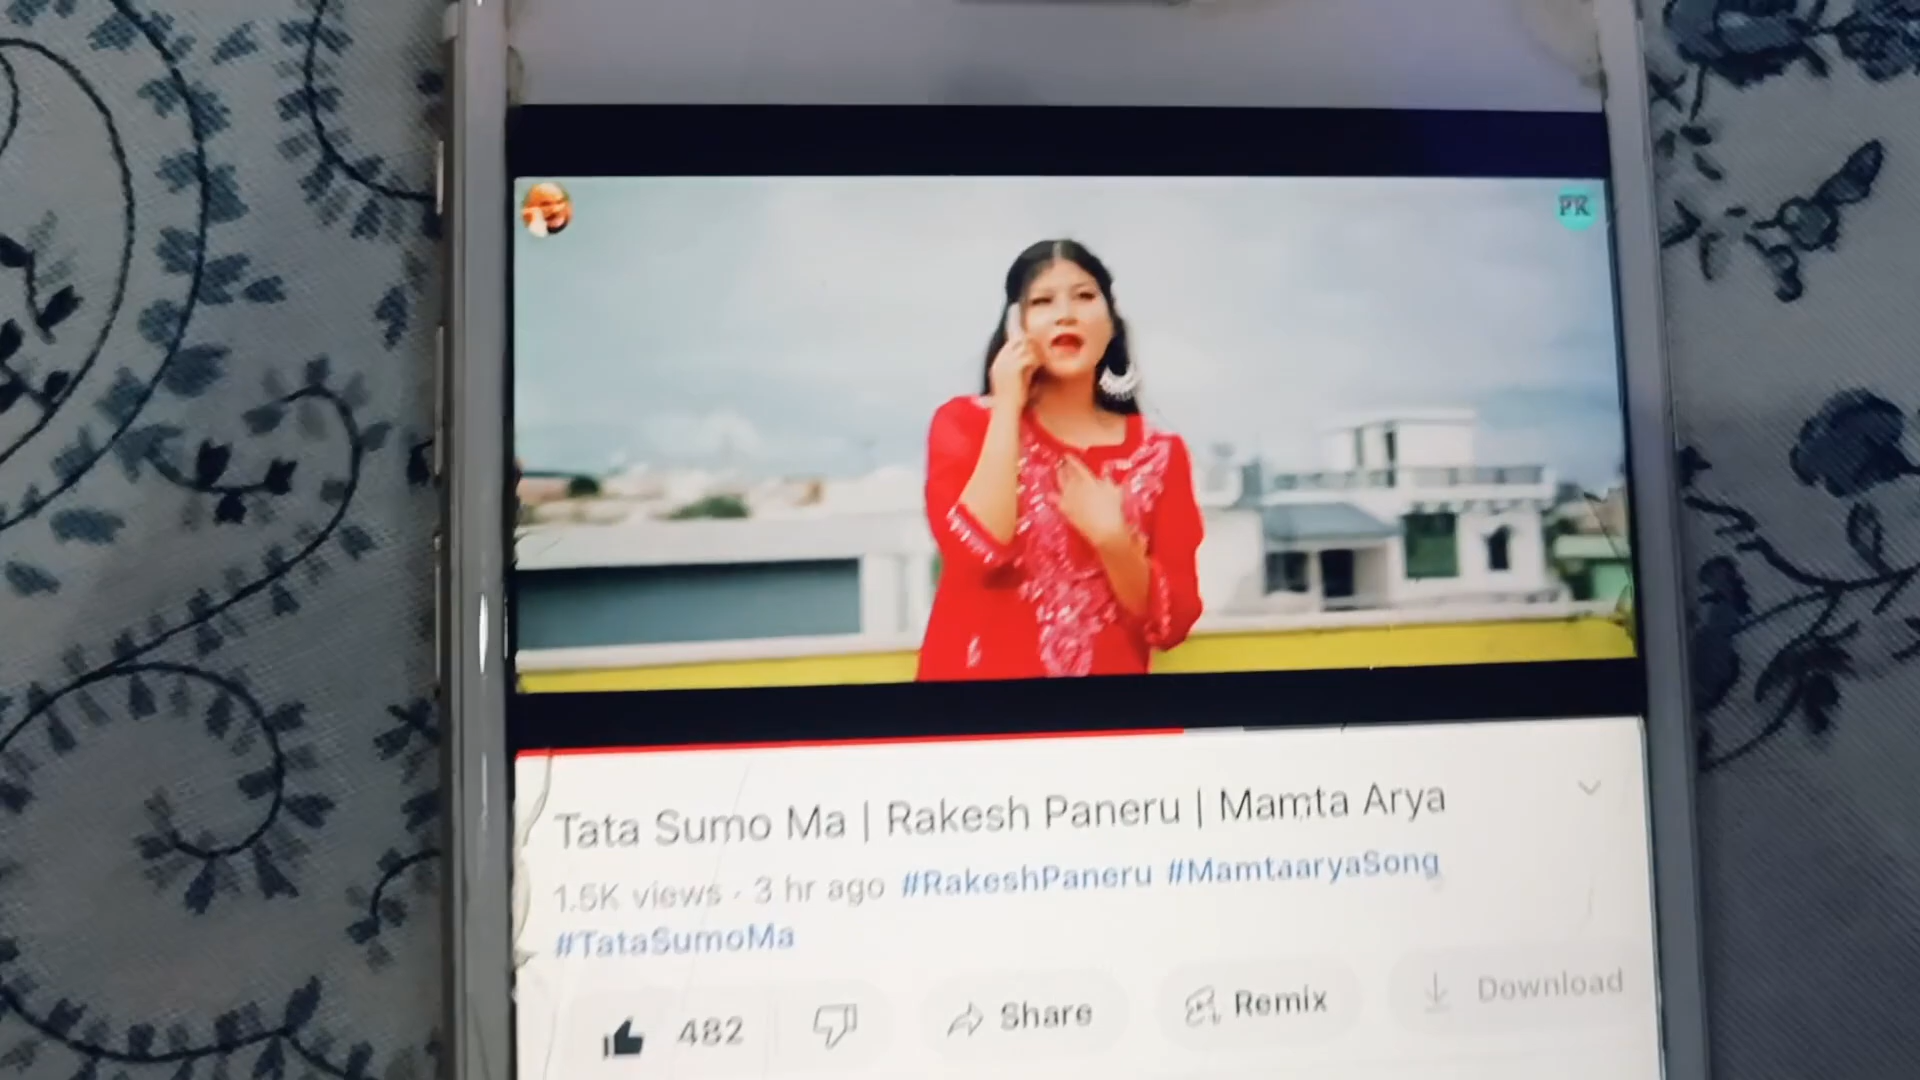 PK
Tata Sumo Ma | Rakesh Paneru | Mamta Arya
1.5K views · 3 hr ago #RakeshPaneru #MamtaaryaSong
#TataSumoMa
482 Share Remix Download